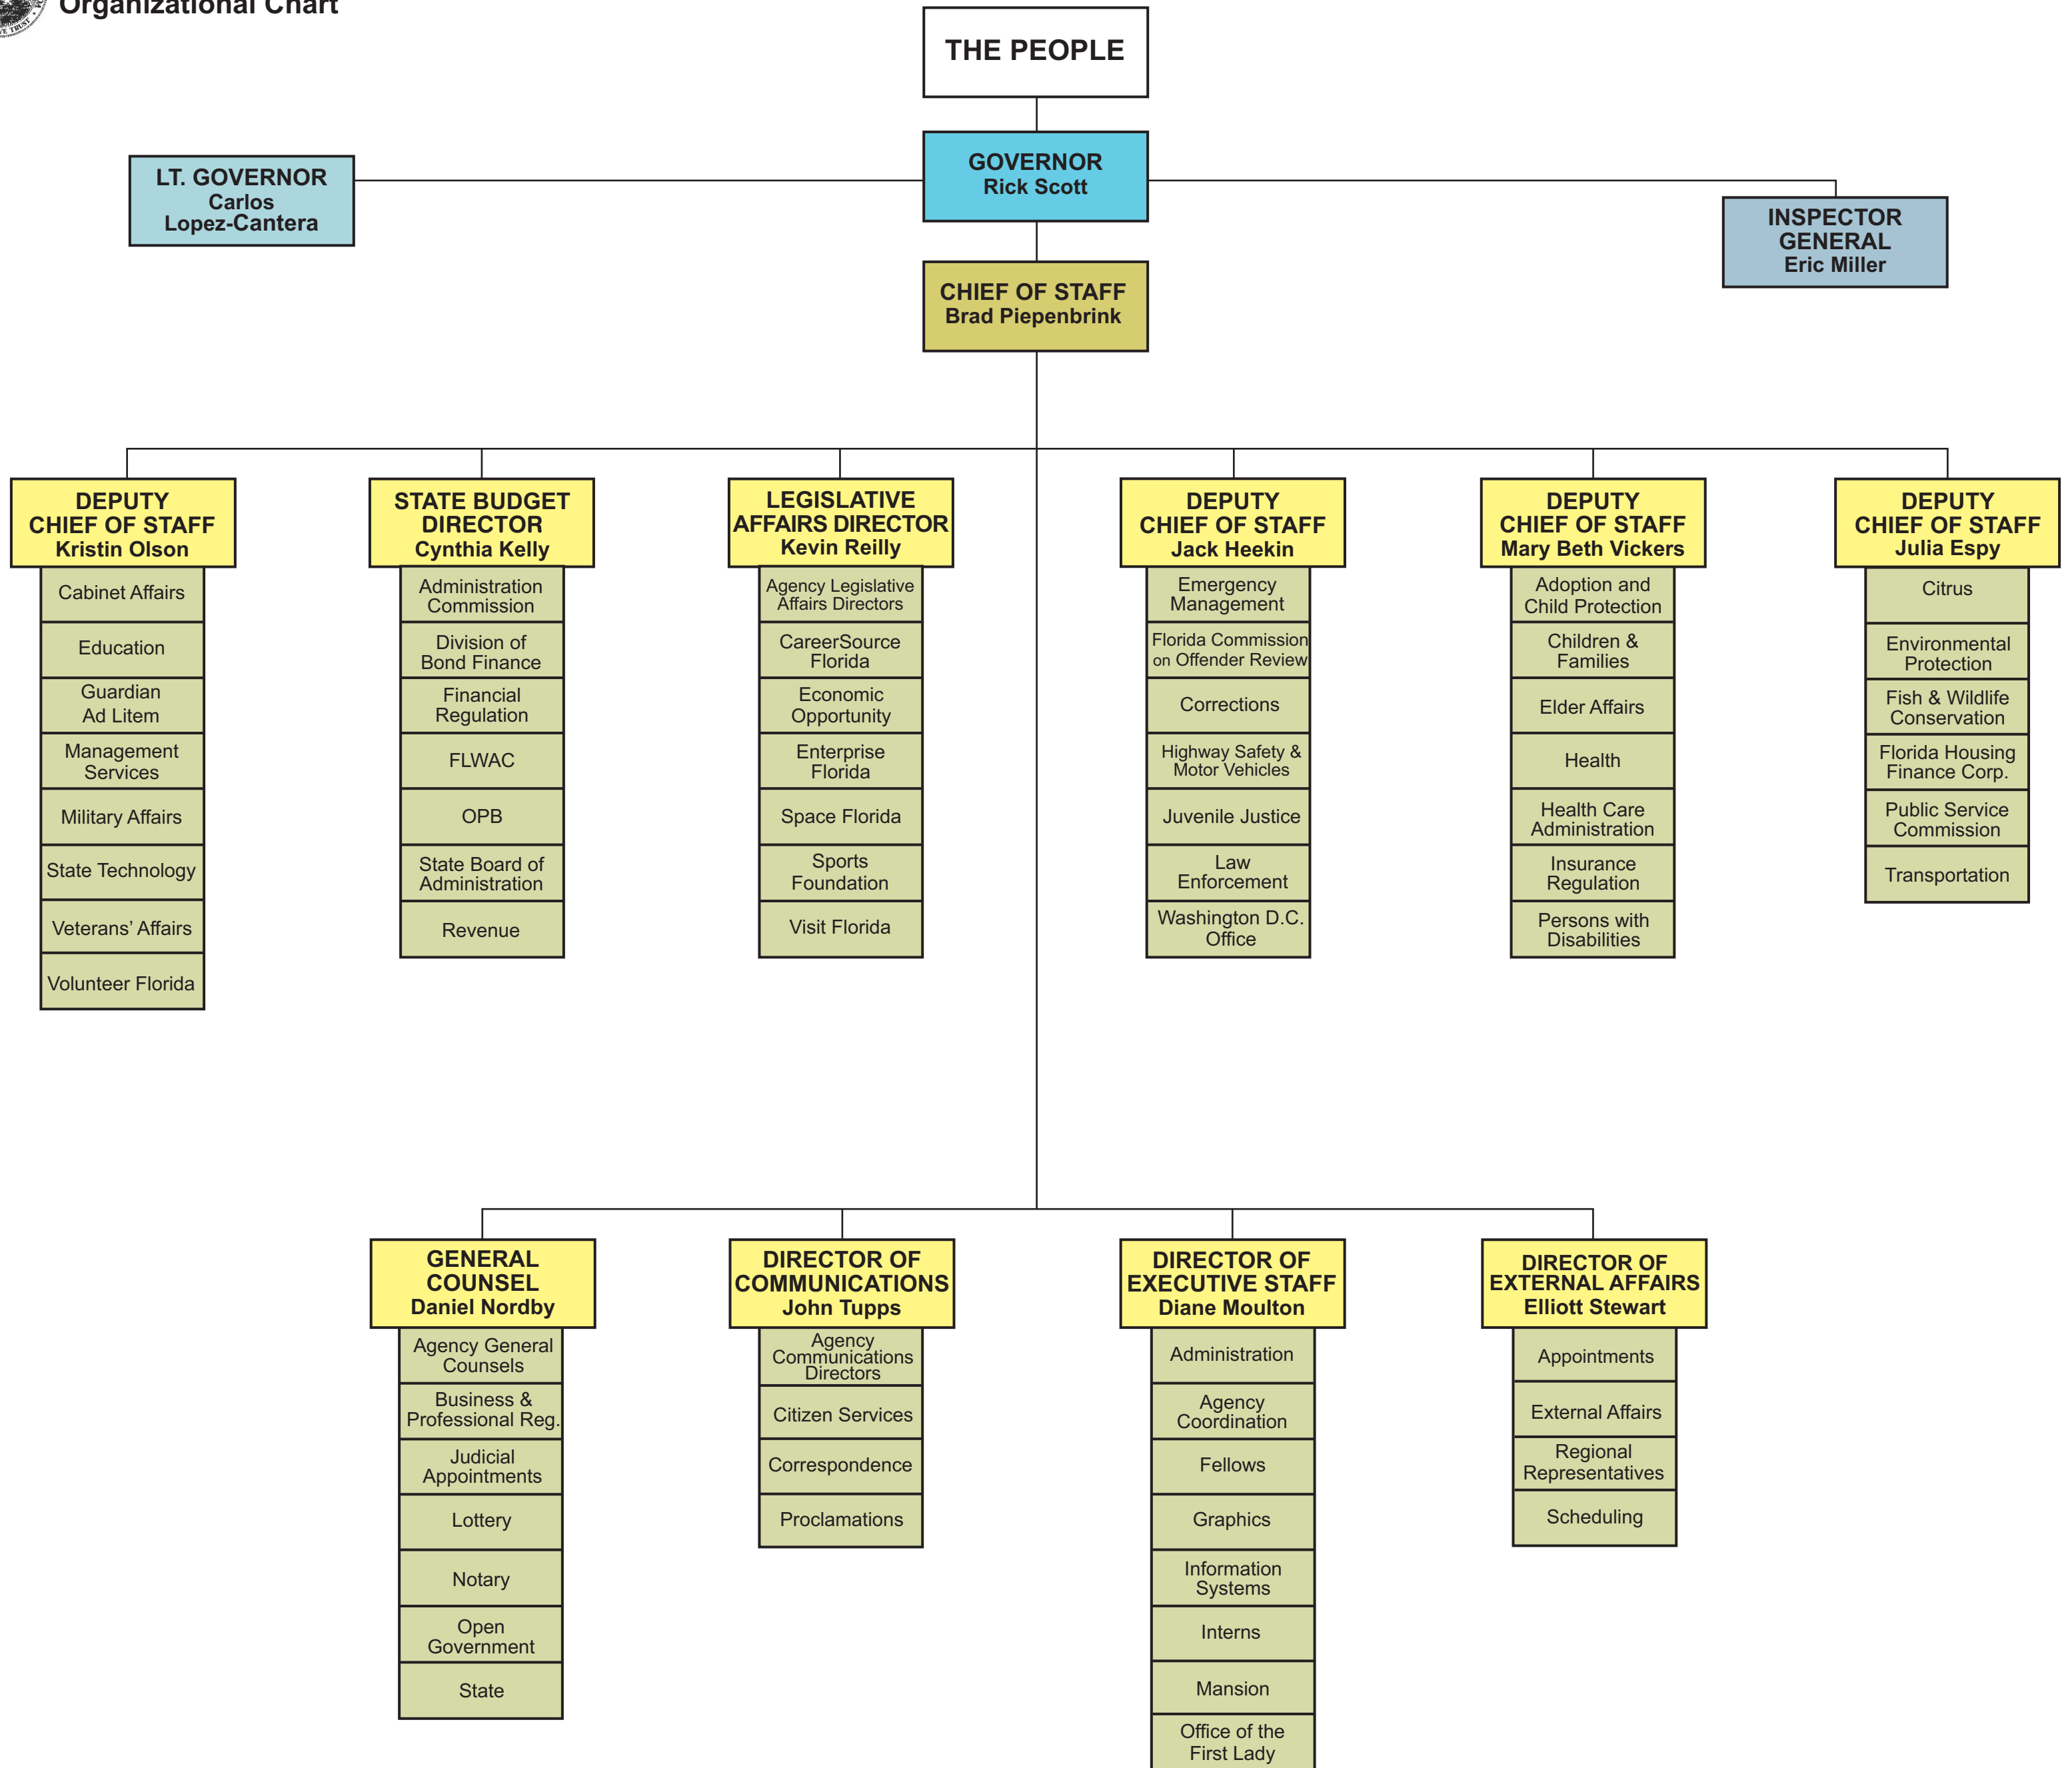 Organizational Chart
THE PEOPLE
GOVERNOR
Rick Scott
LT. GOVERNOR
Carlos
Lopez-Cantera
INSPECTOR
GENERAL
Eric Miller
CHIEF OF STAFF
Brad Piepenbrink
DEPUTY
CHIEF OF STAFF
Kristin Olson
Cabinet Affairs
Education
Guardian
Ad Litem
Management
Services
Military Affairs
State Technology
Veterans’ Affairs
Volunteer Florida
STATE BUDGET
DIRECTOR
Cynthia Kelly
Administration
Commission
Division of
Bond Finance
Financial
Regulation
FLWAC
OPB
State Board of
Administration
Revenue
LEGISLATIVE
AFFAIRS DIRECTOR
Kevin Reilly
Agency Legislative
Affairs Directors
CareerSource
Florida
Economic
Opportunity
Enterprise
Florida
Space Florida
Sports
Foundation
Visit Florida
DEPUTY
CHIEF OF STAFF
Jack Heekin
Emergency
Management
Florida Commission
on Offender Review
Corrections
Highway Safety &
Motor Vehicles
Juvenile Justice
Law
Enforcement
Washington D.C.
Office
DEPUTY
CHIEF OF STAFF
Mary Beth Vickers
Adoption and
Child Protection
Children &
Families
Elder Affairs
Health
Health Care
Administration
Insurance
Regulation
Persons with
Disabilities
DEPUTY
CHIEF OF STAFF
Julia Espy
Citrus
Environmental
Protection
Fish & Wildlife
Conservation
Florida Housing
Finance Corp.
Public Service
Commission
Transportation
GENERAL
COUNSEL
Daniel Nordby
Agency General
Counsels
Business &
Professional Reg.
Judicial
Appointments
Lottery
Notary
Open
Government
State
DIRECTOR OF
COMMUNICATIONS
John Tupps
Agency
Communications
Directors
Citizen Services
Correspondence
Proclamations
DIRECTOR OF
EXECUTIVE STAFF
Diane Moulton
Administration
Agency
Coordination
Fellows
Graphics
Information
Systems
Interns
Mansion
Office of the
First Lady
DIRECTOR OF
EXTERNAL AFFAIRS
Elliott Stewart
Appointments
External Affairs
Regional
Representatives
Scheduling